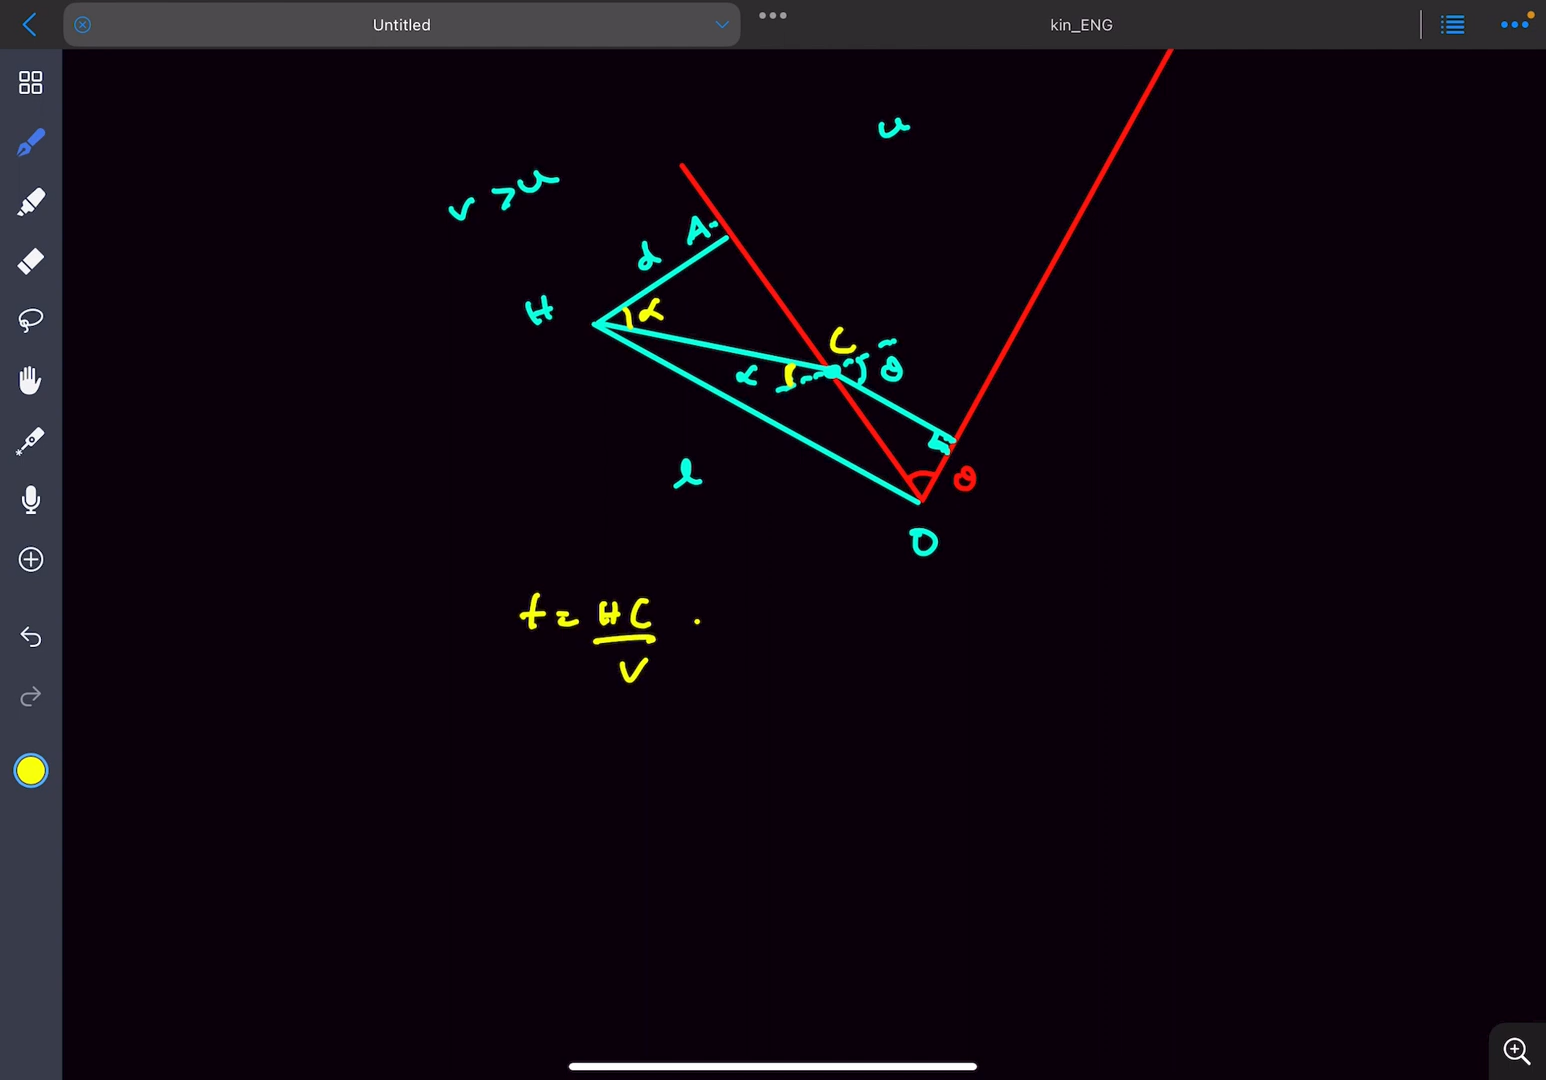 Untitled
kin_ENG
u
v > u
A
d
H
α
C
α
θ
θ
l
O
t = HC
V